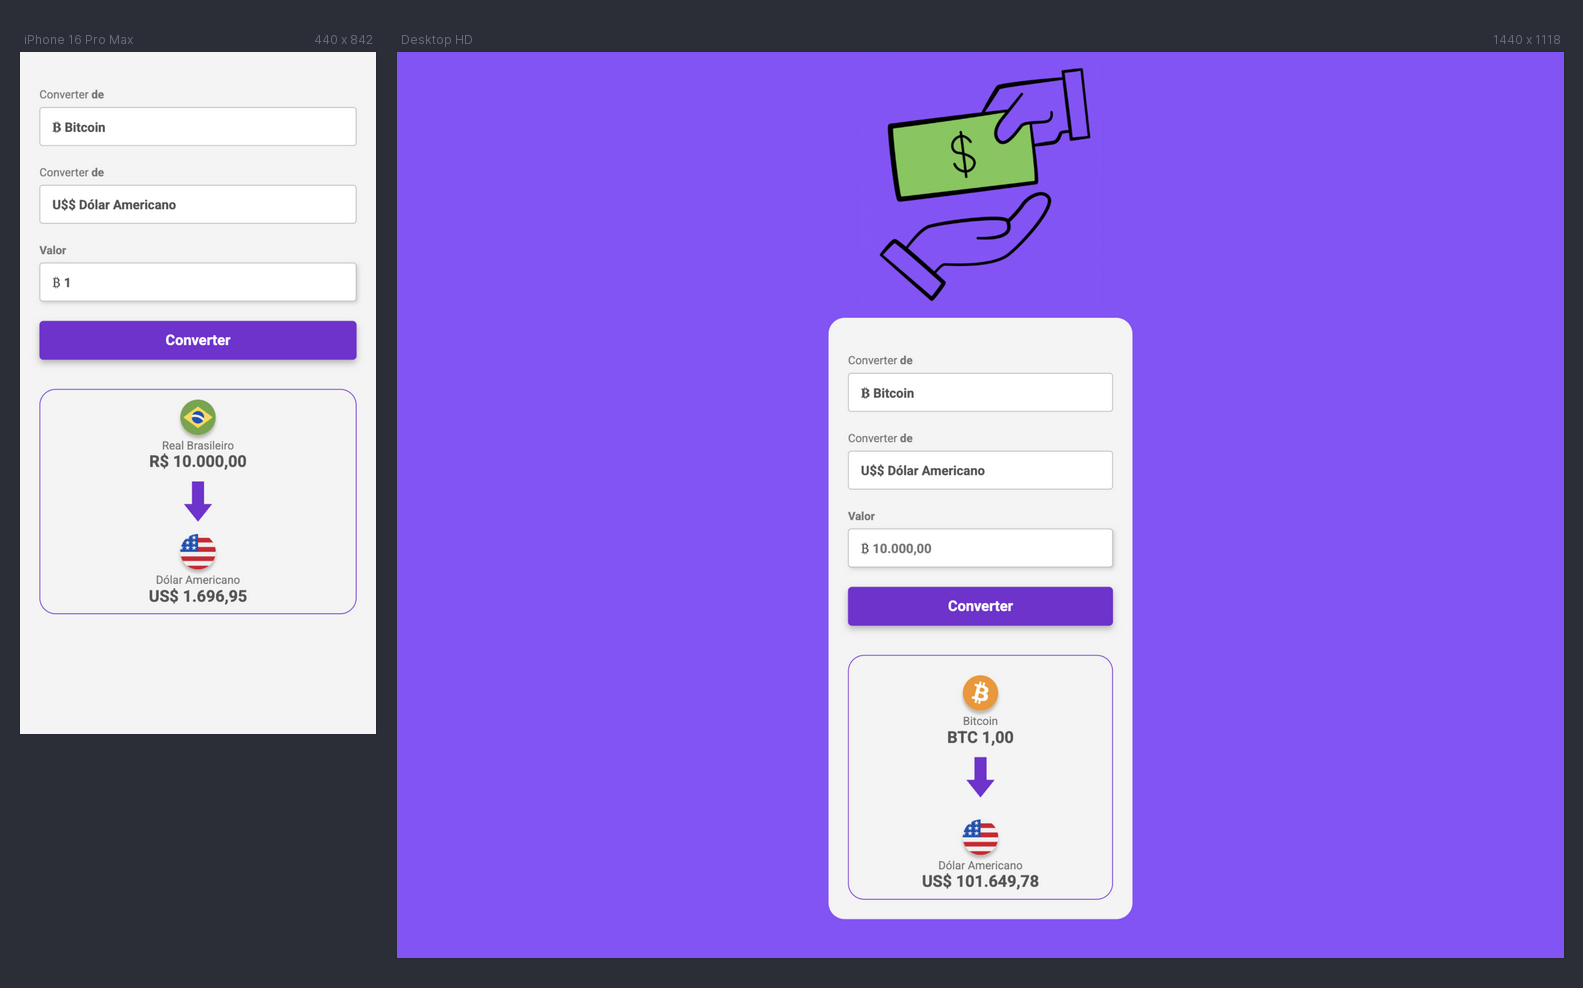 iPhone 16 Pro Max
440 x 842
Converter de
₿ Bitcoin
Converter de
U$$ Dólar Americano
Valor
₿ 1
Converter
Real Brasileiro
R$ 10.000,00
Dólar Americano
US$ 1.696,95
Desktop HD
1440 x 1118
$
Converter de
₿ Bitcoin
Converter de
U$$ Dólar Americano
Valor
₿ 10.000,00
Converter
₿
Bitcoin
BTC 1,00
Dólar Americano
US$ 101.649,78